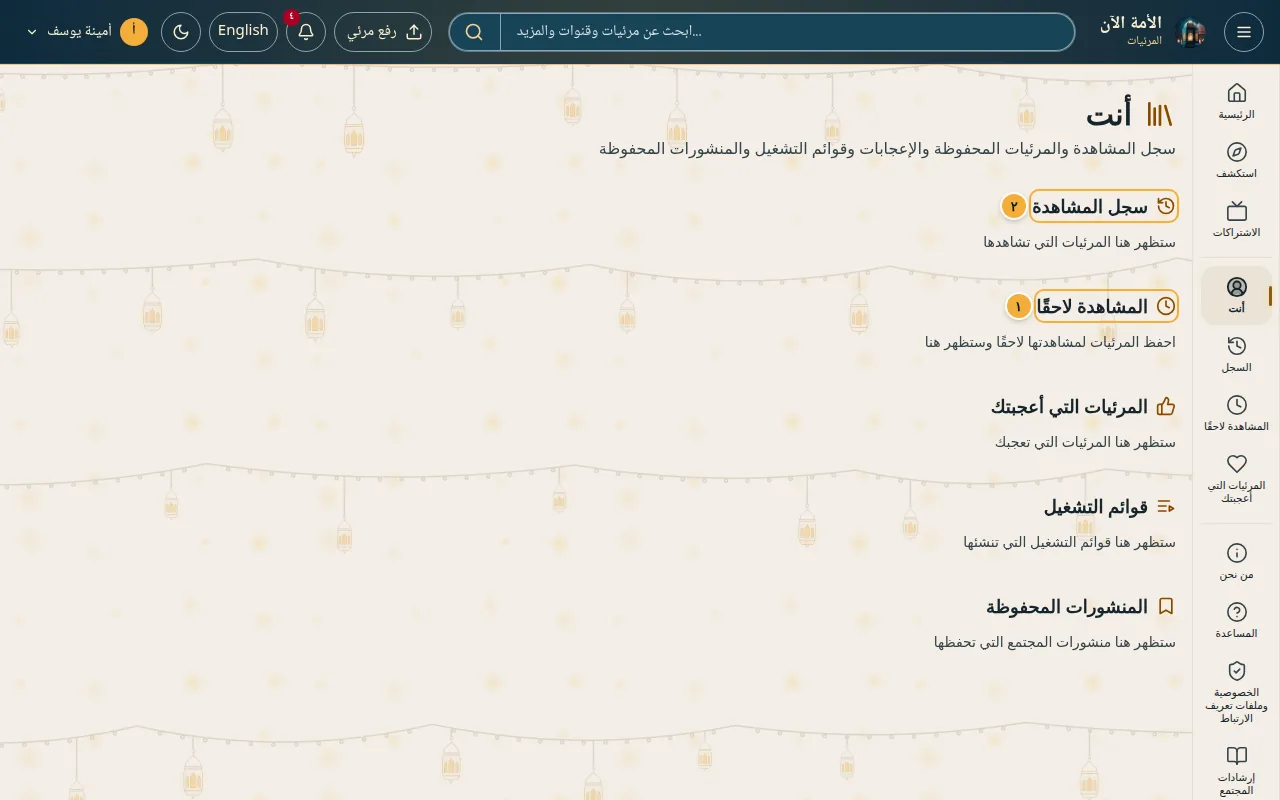 الأمة الآن
المرئيات
ابحث عن مرئيات وقنوات والمزيد...
رفع مرئي
٤
English
أ
أمينة يوسف
الرئيسية
استكشف
الاشتراكات
أنت
السجل
المشاهدة لاحقًا
المرئيات التي
أعجبتك
من نحن
المساعدة
الخصوصية
وملفات تعريف
الارتباط
إرشادات
المجتمع
أنت
سجل المشاهدة والمرئيات المحفوظة والإعجابات وقوائم التشغيل والمنشورات المحفوظة
سجل المشاهدة ٢
ستظهر هنا المرئيات التي تشاهدها
المشاهدة لاحقًا ١
احفظ المرئيات لمشاهدتها لاحقًا وستظهر هنا
المرئيات التي أعجبتك
ستظهر هنا المرئيات التي تعجبك
قوائم التشغيل
ستظهر هنا قوائم التشغيل التي تنشئها
المنشورات المحفوظة
ستظهر هنا منشورات المجتمع التي تحفظها